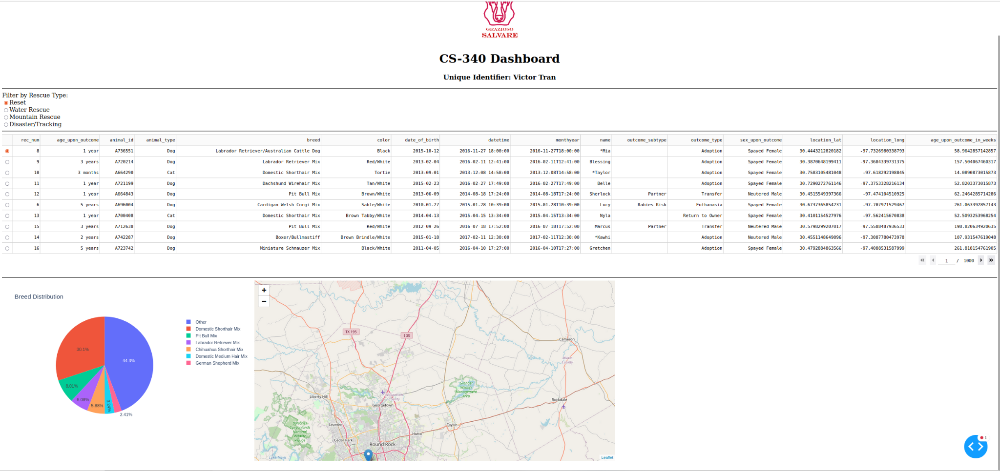 GRAZIOSO
SALVARE
CS-340 Dashboard
Unique Identifier: Victor Tran
Filter by Rescue Type:
Reset
Water Rescue
Mountain Rescue
Disaster/Tracking
rec_num age_upon_outcome animal_id animal_type breed color date_of_birth datetime monthyear name outcome_subtype outcome_type sex_upon_outcome location_lat location_long age_upon_outcome_in_weeks
8 1 year A736551 Dog Labrador Retriever/Australian Cattle Dog Black 2015-10-12 2016-11-27 18:00:00 2016-11-27T18:00:00 *Mia Adoption Spayed Female 30.4443212820182 -97.7326980338793 58.9642857142857
9 3 years A720214 Dog Labrador Retriever Mix Red/White 2013-02-04 2016-02-11 12:41:00 2016-02-11T12:41:00 Blessing Adoption Spayed Female 30.3870648199411 -97.3684339731375 157.504067460317
10 3 months A664290 Cat Domestic Shorthair Mix Tortie 2013-09-01 2013-12-08 14:58:00 2013-12-08T14:58:00 *Taylor Adoption Spayed Female 30.7583105481048 -97.618292198845 14.0890873015873
11 1 year A721199 Dog Dachshund Wirehair Mix Tan/White 2015-02-23 2016-02-27 17:49:00 2016-02-27T17:49:00 Belle Adoption Spayed Female 30.7290272761146 -97.3753328216134 52.8203373015873
12 1 year A664843 Dog Pit Bull Mix Brown/White 2013-06-09 2014-08-18 17:24:00 2014-08-18T17:24:00 Sherlock Partner Transfer Neutered Male 30.4515549397366 -97.474104510925 62.2464285714286
6 5 years A696004 Dog Cardigan Welsh Corgi Mix Sable/White 2010-01-27 2015-01-28 10:39:00 2015-01-28T10:39:00 Lucy Rabies Risk Euthanasia Spayed Female 30.6737365854231 -97.707971529467 261.063392857143
13 1 year A700408 Cat Domestic Shorthair Mix Brown Tabby/White 2014-04-13 2015-04-15 13:34:00 2015-04-15T13:34:00 Nyla Return to Owner Spayed Female 30.4101154527976 -97.562415670838 52.5093253968254
15 3 years A712638 Dog Pit Bull Mix Red/White 2012-09-26 2016-07-18 17:52:00 2016-07-18T17:52:00 Marcus Partner Transfer Neutered Male 30.5798299207017 -97.5588487936533 198.820634920635
14 2 years A742287 Dog Boxer/Bullmastiff Brown Brindle/White 2015-01-18 2017-02-11 12:30:00 2017-02-11T12:30:00 *Kawhi Adoption Neutered Male 30.4551148649096 -97.3087780473978 107.931547619048
16 5 years A723742 Dog Miniature Schnauzer Mix Black/White 2011-04-05 2016-04-10 17:27:00 2016-04-10T17:27:00 Gretchen Adoption Spayed Female 30.4792884863566 -97.4088531587999 261.818154761905
1 / 1000
Breed Distribution
44.3%
30.1%
8.01%
6.08%
5.88%
3.24%
2.41%
Other
Domestic Shorthair Mix
Pit Bull Mix
Labrador Retriever Mix
Chihuahua Shorthair Mix
Domestic Medium Hair Mix
German Shepherd Mix
+
−
TX 195
I 35
Cameron
Milam
County
Granger
Wildlife
Management
Area
Williamson
County
Liberty Hill
Georgetown
Rockdale
Balcones
Canyonlands
National
Wildlife
Refuge
Leander
Taylor
Hutto
Cedar Park
Round Rock
Lake Travis
Leaflet
1